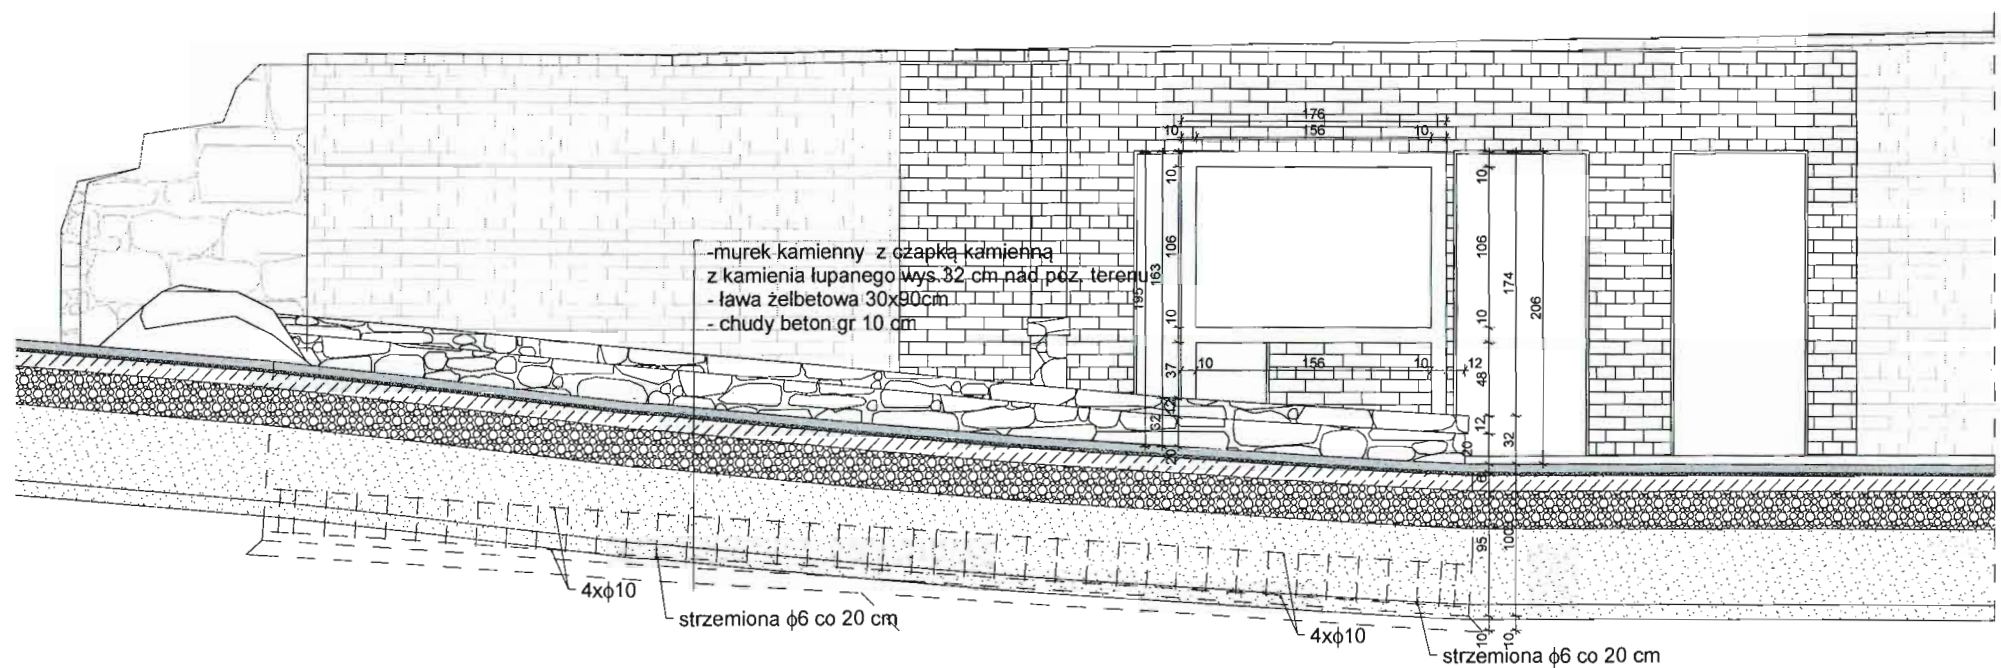 176
10 156 10
-murek kamienny z czapką kamienną
z kamienia łupanego wys.32 cm nad poz. terenu
- ława żelbetowa 30x90cm
- chudy beton gr 10 cm
10
106
10
37
32
20
163
195
10 156 10
12
10
106
10
48
12
20
174
32
206
95
100
10
10
4xϕ10
strzemiona ϕ6 co 20 cm
4xϕ10
strzemiona ϕ6 co 20 cm